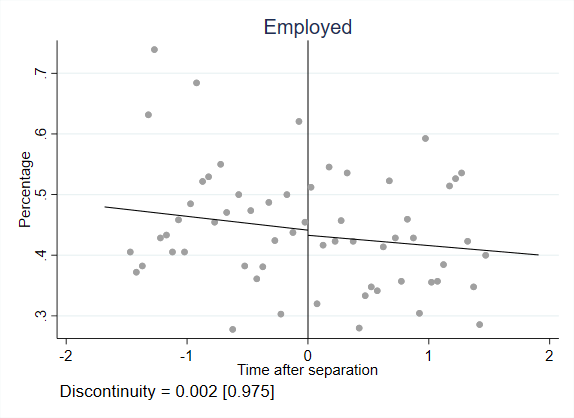 Employed
Percentage
.7
.6
.5
.4
.3
-2 -1 0 1 2
Time after separation
Discontinuity = 0.002 [0.975]